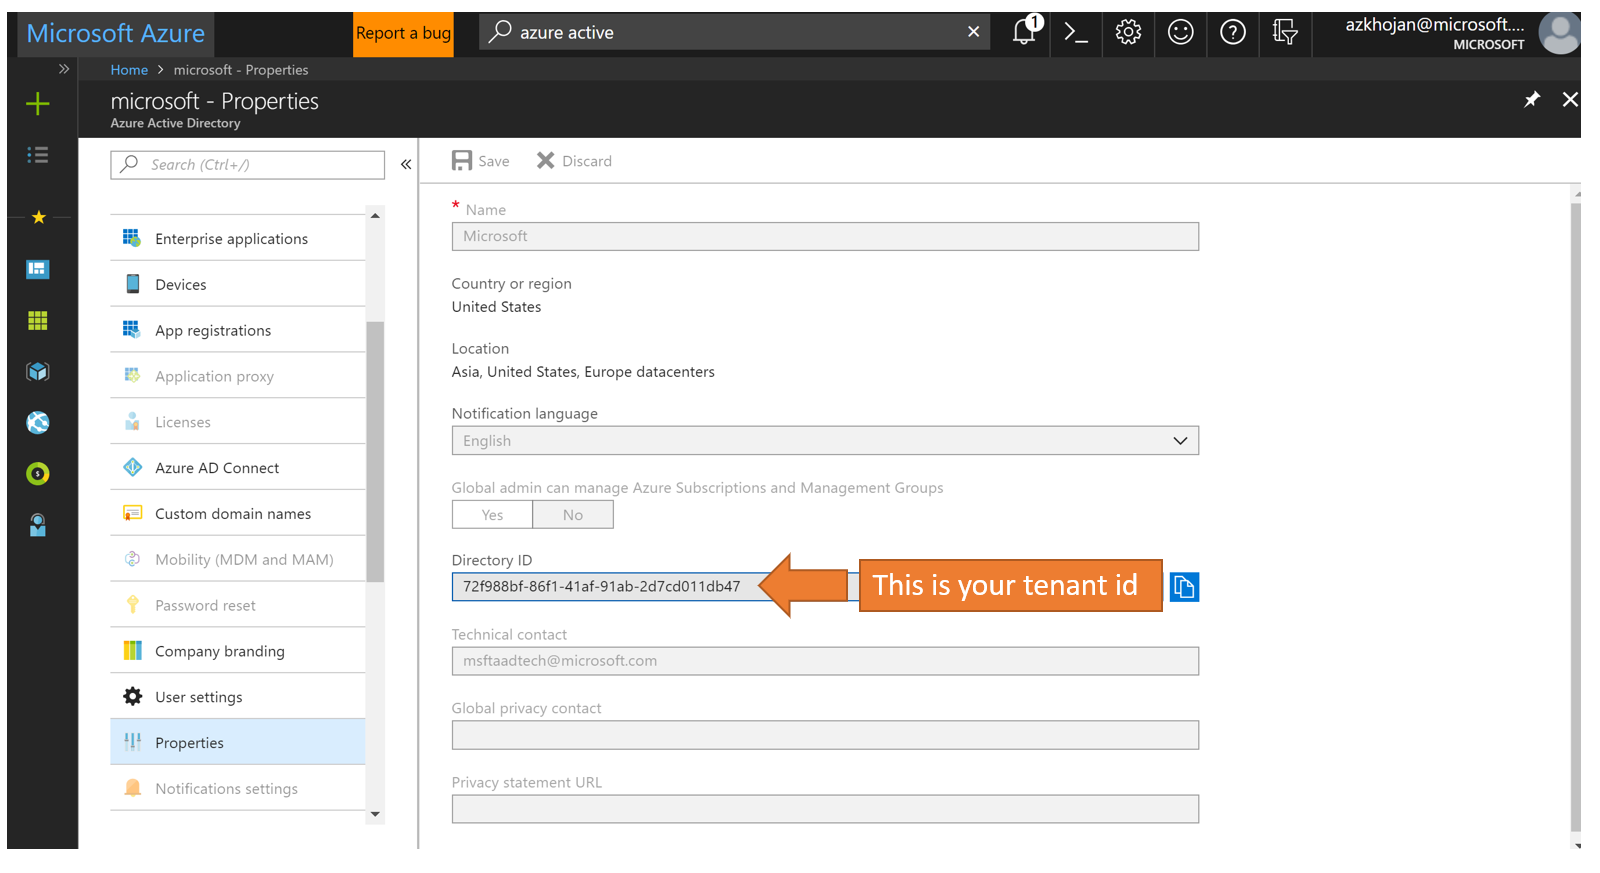 Microsoft Azure
Report a bug
azure active
1
azkhojan@microsoft....
MICROSOFT
Home > microsoft - Properties
microsoft - Properties
Azure Active Directory
Search (Ctrl+/)
Enterprise applications
Devices
App registrations
Application proxy
Licenses
Azure AD Connect
Custom domain names
Mobility (MDM and MAM)
Password reset
Company branding
User settings
Properties
Notifications settings
Save
Discard
* Name
Microsoft
Country or region
United States
Location
Asia, United States, Europe datacenters
Notification language
English
Global admin can manage Azure Subscriptions and Management Groups
Yes
No
Directory ID
72f988bf-86f1-41af-91ab-2d7cd011db47
This is your tenant id
Technical contact
msftaadtech@microsoft.com
Global privacy contact
Privacy statement URL